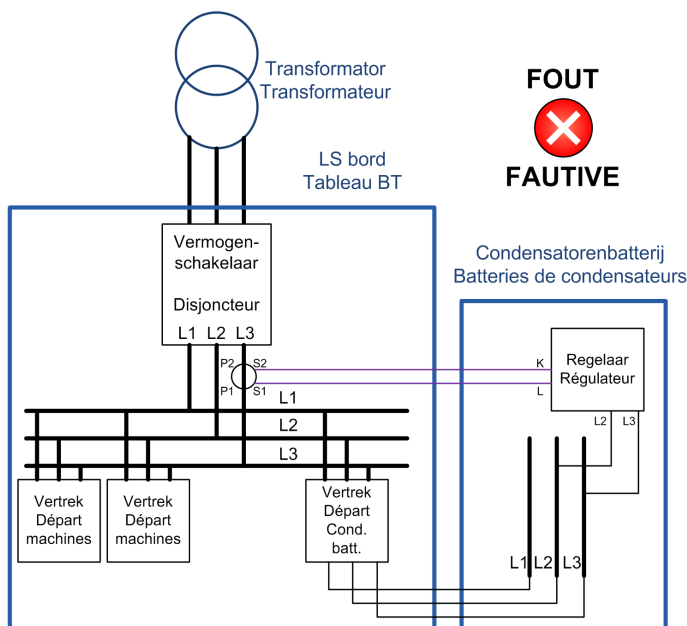 Transformator
Transformateur
FOUT
FAUTIVE
LS bord
Tableau BT
Vermogen-
schakelaar
Disjoncteur
L1 L2 L3
Condensatorenbatterij
Batteries de condensateurs
P2 S2
P1 S1
K
L
Regelaar
Régulateur
L2 L3
L1
L2
L3
Vertrek
Départ
machines
Vertrek
Départ
machines
Vertrek
Départ
Cond.
batt.
L1 L2 L3